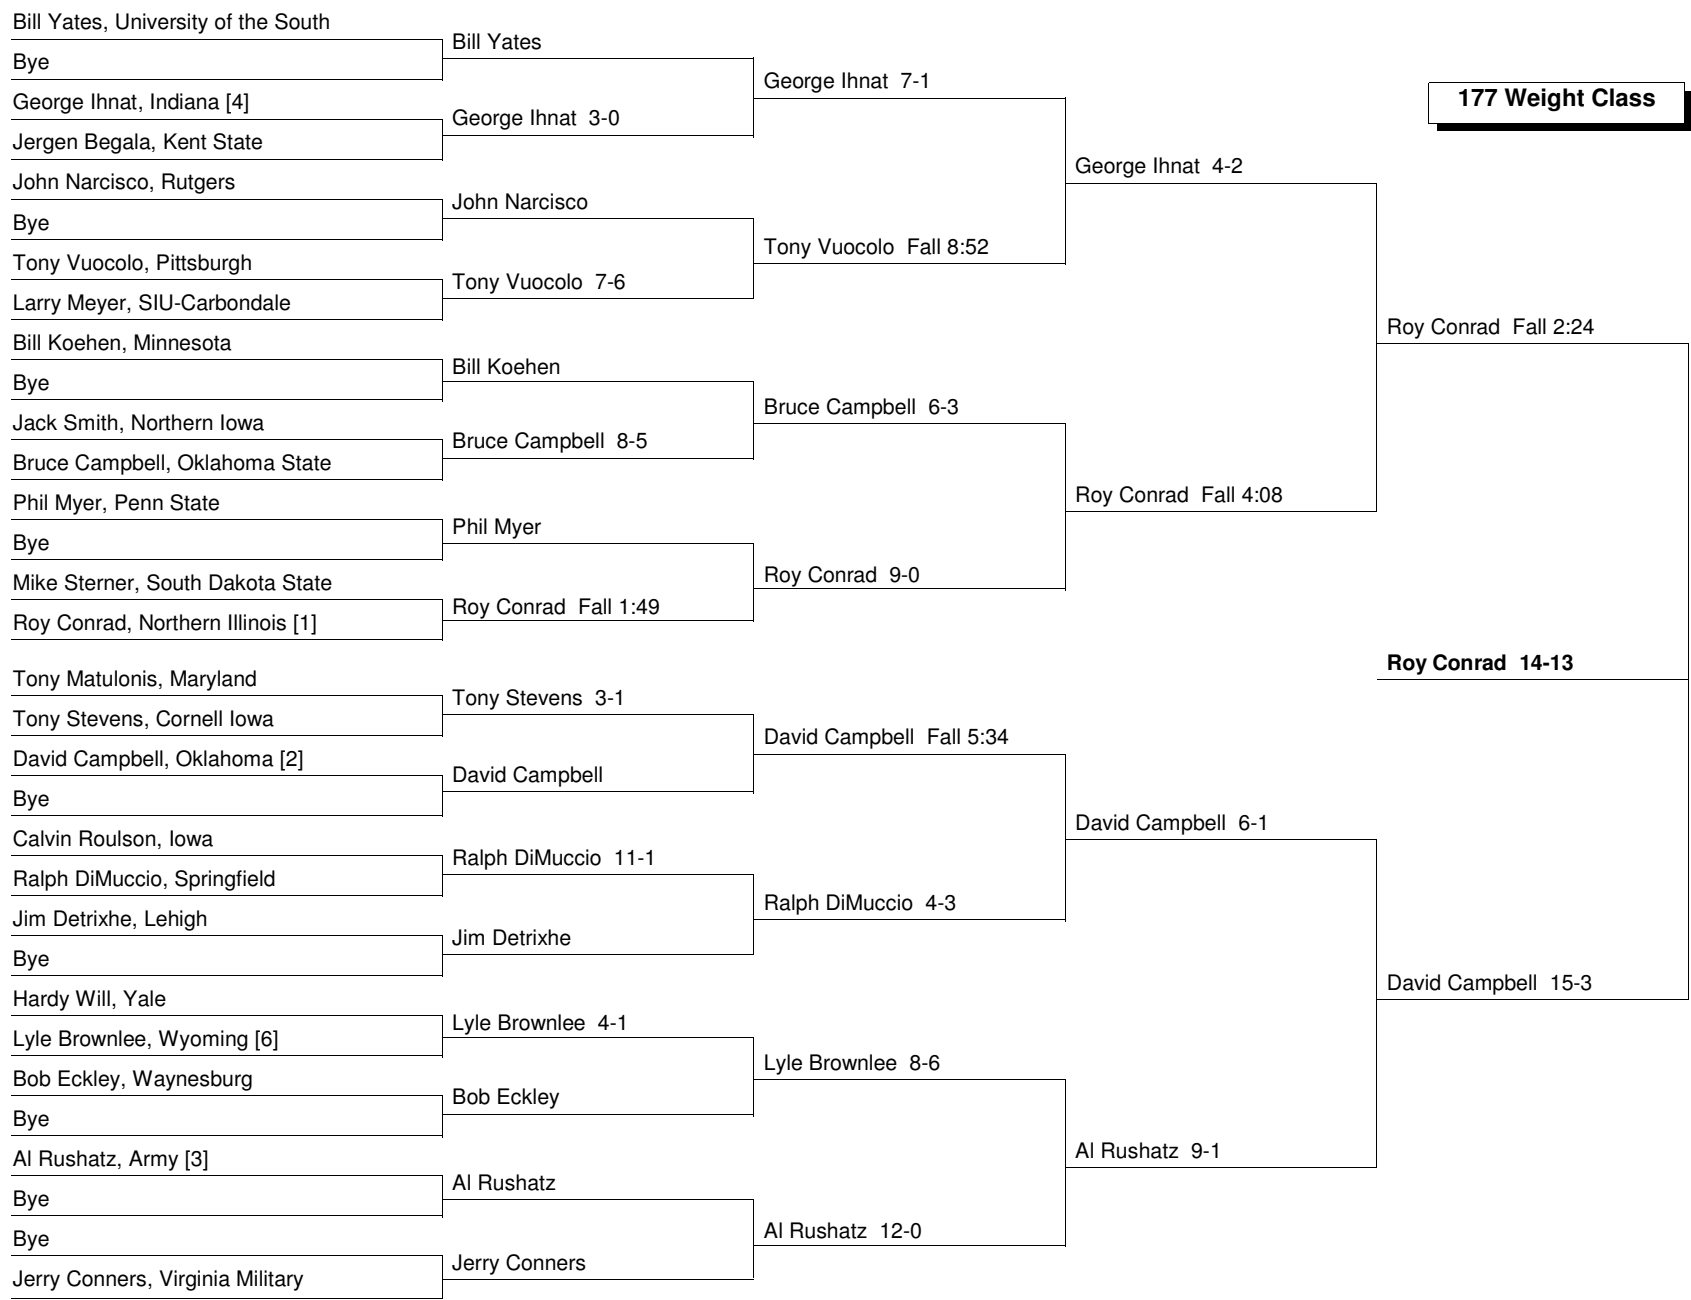 Bill Yates, University of the South
Bye
George Ihnat, Indiana [4]
Jergen Begala, Kent State
John Narcisco, Rutgers
Bye
Tony Vuocolo, Pittsburgh
Larry Meyer, SIU-Carbondale
Bill Koehen, Minnesota
Bye
Jack Smith, Northern Iowa
Bruce Campbell, Oklahoma State
Phil Myer, Penn State
Bye
Mike Sterner, South Dakota State
Roy Conrad, Northern Illinois [1]
Tony Matulonis, Maryland
Tony Stevens, Cornell Iowa
David Campbell, Oklahoma [2]
Bye
Calvin Roulson, Iowa
Ralph DiMuccio, Springfield
Jim Detrixhe, Lehigh
Bye
Hardy Will, Yale
Lyle Brownlee, Wyoming [6]
Bob Eckley, Waynesburg
Bye
Al Rushatz, Army [3]
Bye
Bye
Jerry Conners, Virginia Military
Bill Yates
George Ihnat 3-0
John Narcisco
Tony Vuocolo 7-6
Bill Koehen
Bruce Campbell 8-5
Phil Myer
Roy Conrad Fall 1:49
Tony Stevens 3-1
David Campbell
Ralph DiMuccio 11-1
Jim Detrixhe
Lyle Brownlee 4-1
Bob Eckley
Al Rushatz
Jerry Conners
George Ihnat 7-1
Tony Vuocolo Fall 8:52
Bruce Campbell 6-3
Roy Conrad 9-0
David Campbell Fall 5:34
Ralph DiMuccio 4-3
Lyle Brownlee 8-6
Al Rushatz 12-0
George Ihnat 4-2
Roy Conrad Fall 4:08
David Campbell 6-1
Al Rushatz 9-1
177 Weight Class
Roy Conrad Fall 2:24
Roy Conrad 14-13
David Campbell 15-3